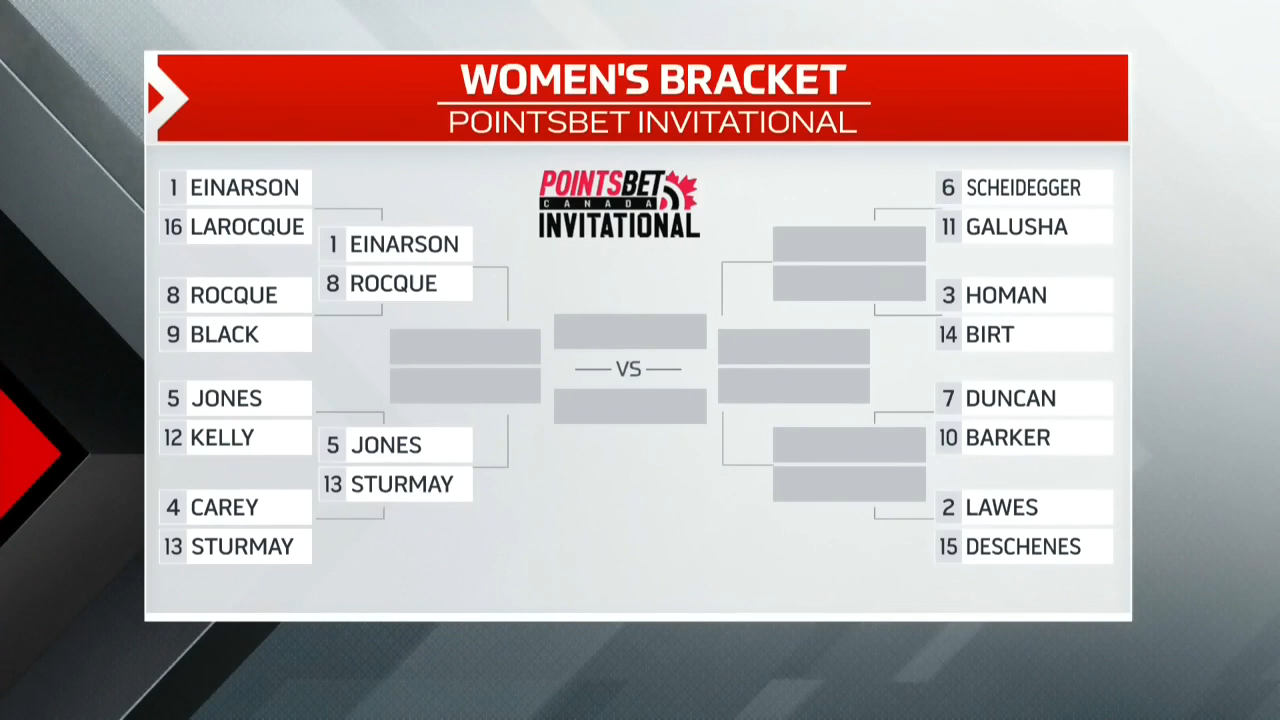 WOMEN'S BRACKET
POINTSBET INVITATIONAL
POINTSBET
CANADA
INVITATIONAL
1 EINARSON
16 LAROCQUE
8 ROCQUE
9 BLACK
5 JONES
12 KELLY
4 CAREY
13 STURMAY
1 EINARSON
8 ROCQUE
5 JONES
13 STURMAY
VS
6 SCHEIDEGGER
11 GALUSHA
3 HOMAN
14 BIRT
7 DUNCAN
10 BARKER
2 LAWES
15 DESCHENES